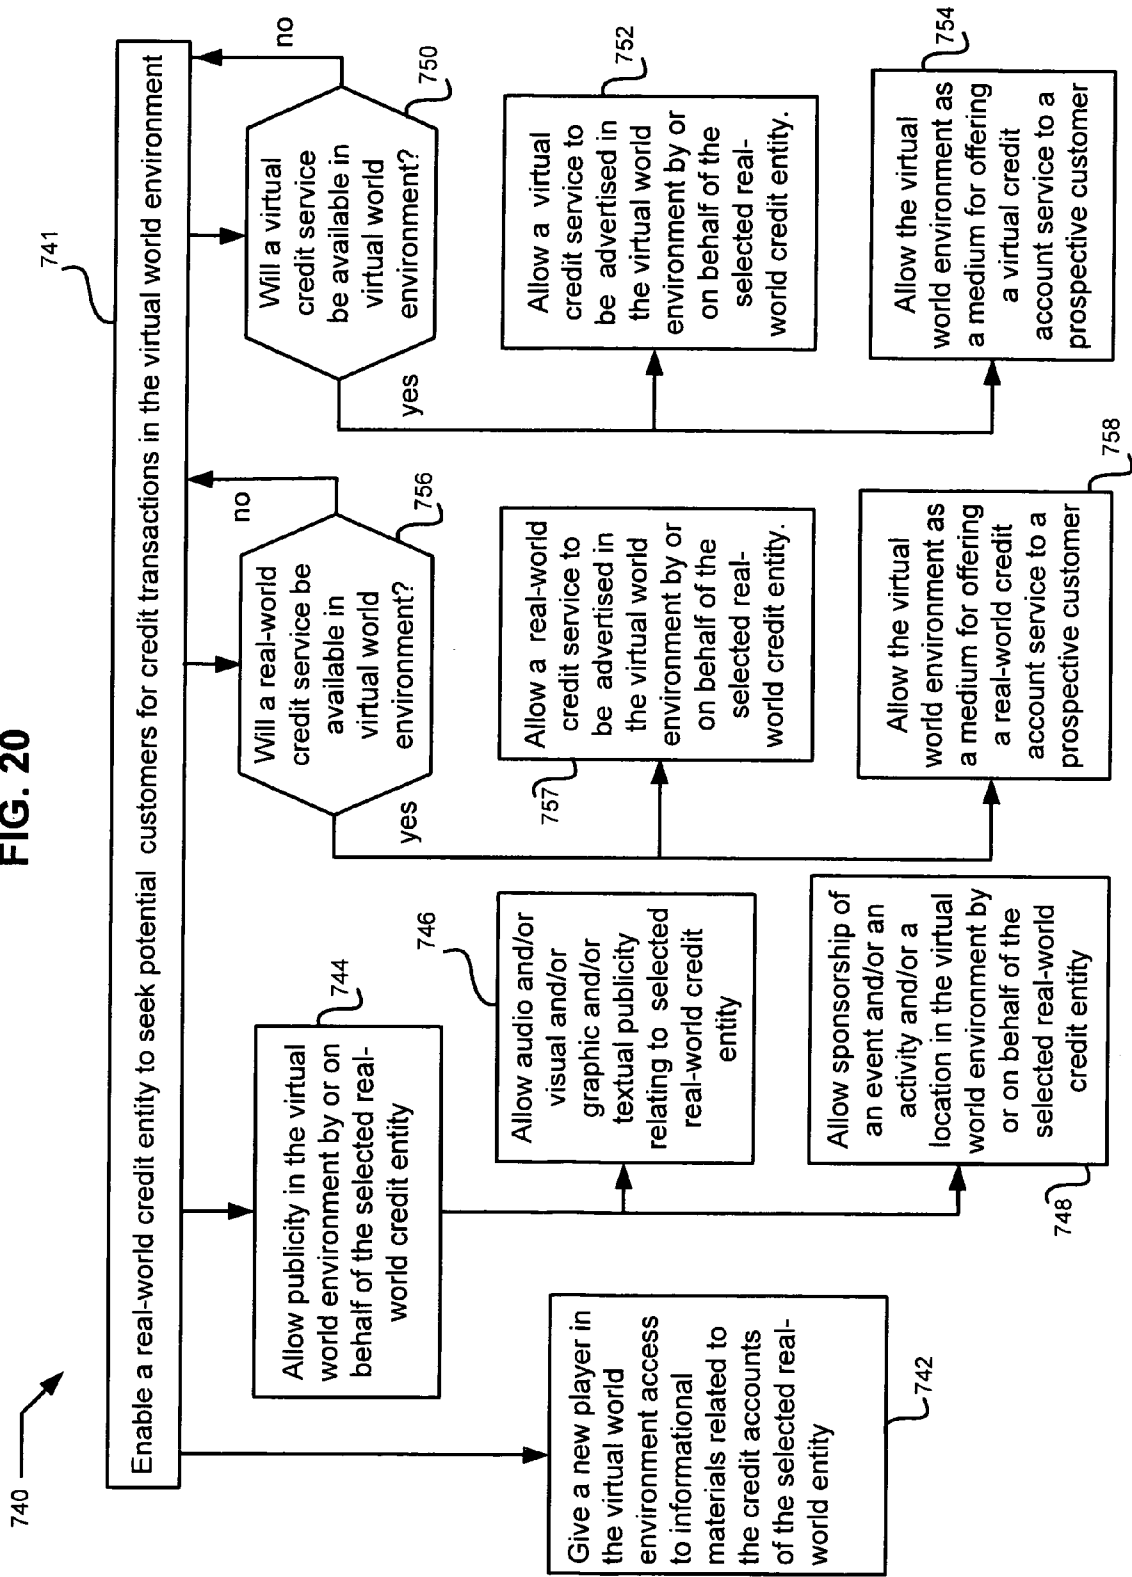 FIG. 20
740
741
Enable a real-world credit entity to seek potential customers for credit transactions in the virtual world environment
Give a new player in
the virtual world
environment access
to informational
materials related to
the credit accounts
of the selected real-
world entity
742
Allow publicity in the virtual
world environment by or on
behalf of the selected real-
world credit entity
744
Allow audio and/or
visual and/or
graphic and/or
textual publicity
relating to selected
real-world credit
entity
746
Allow sponsorship of
an event and/or an
activity and/or a
location in the virtual
world environment by
or on behalf of the
selected real-world
credit entity
748
Will a real-world
credit service be
available in
virtual world
environment?
756
no
yes
Allow a real-world
credit service to
be advertised in
the virtual world
environment by or
on behalf of the
selected real-
world credit entity.
757
Allow the virtual
world environment as
a medium for offering
a real-world credit
account service to a
prospective customer
758
Will a virtual
credit service
be available in
virtual world
environment?
750
no
yes
Allow a virtual
credit service to
be advertised in
the virtual world
environment by or
on behalf of the
selected real-
world credit entity.
752
Allow the virtual
world environment as
a medium for offering
a virtual credit
account service to a
prospective customer
754